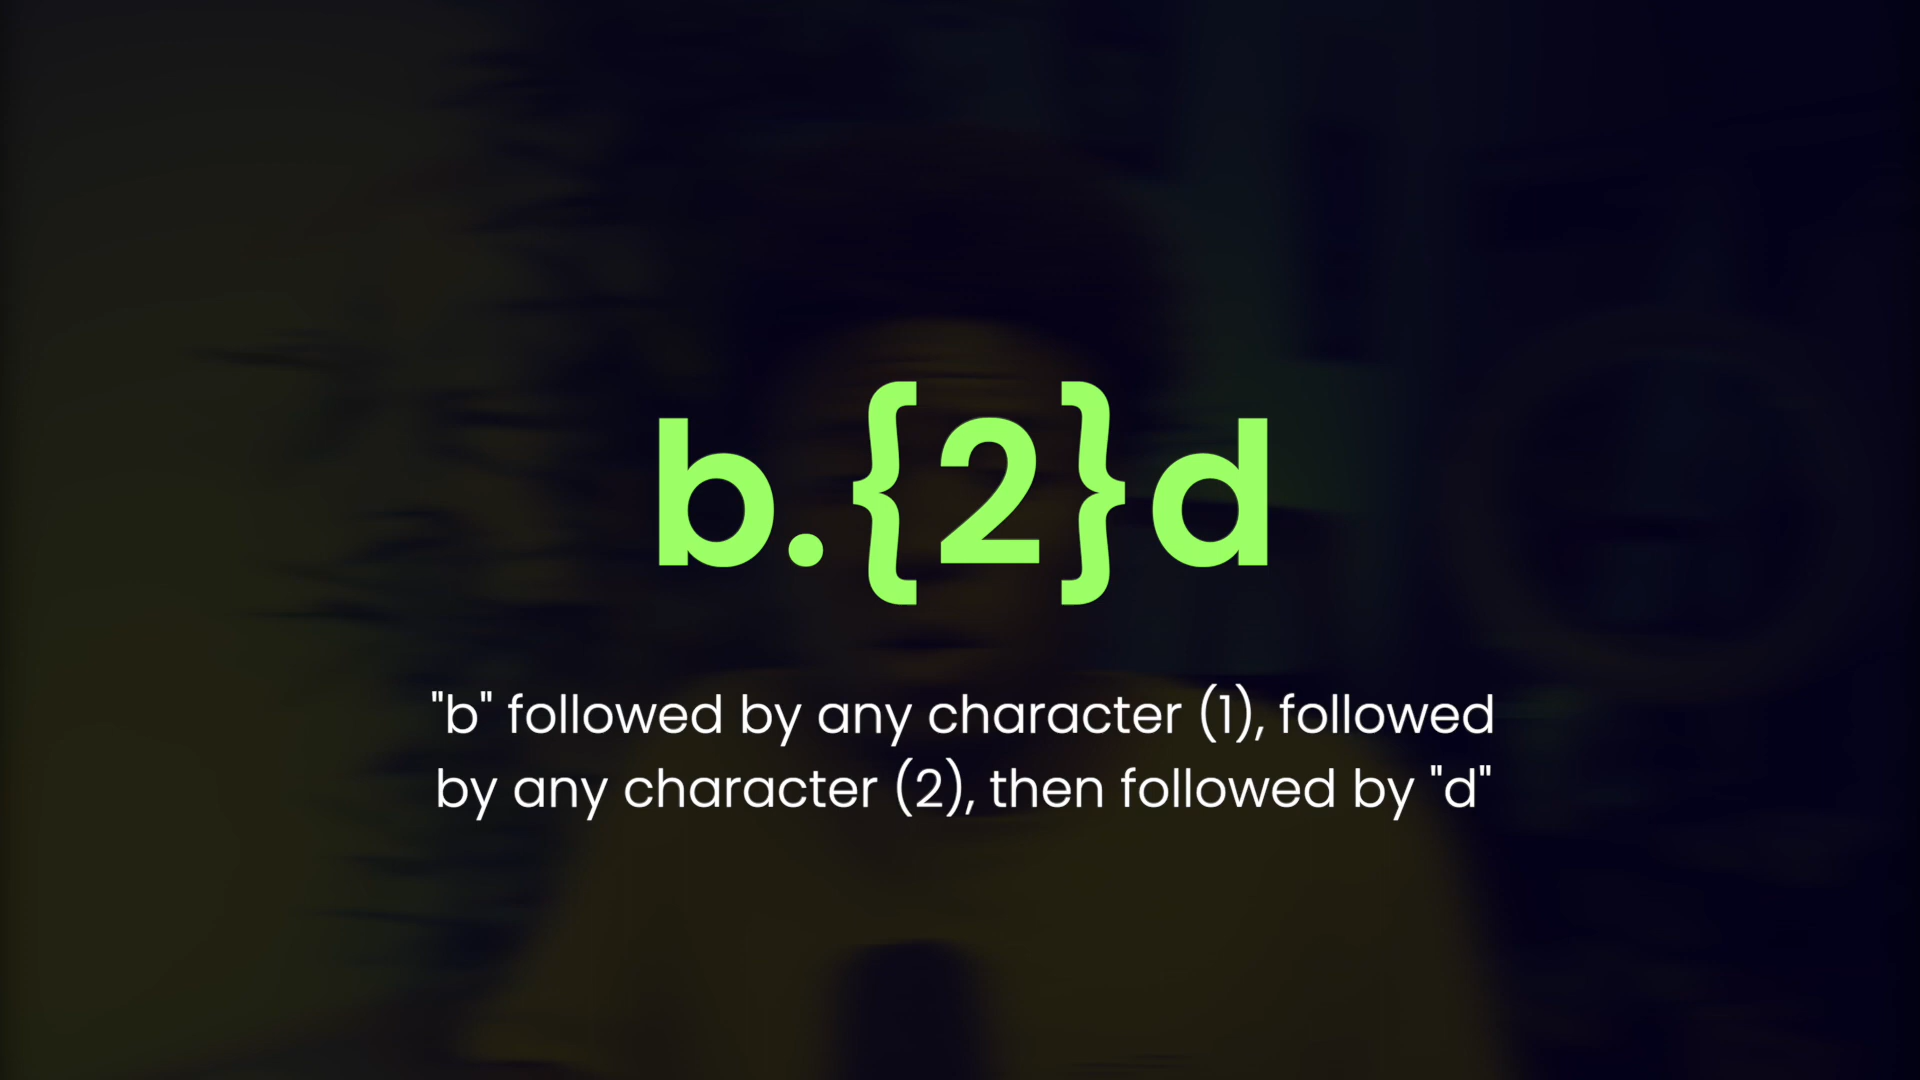 b.{2}d
"b" followed by any character (1), followed
by any character (2), then followed by "d"